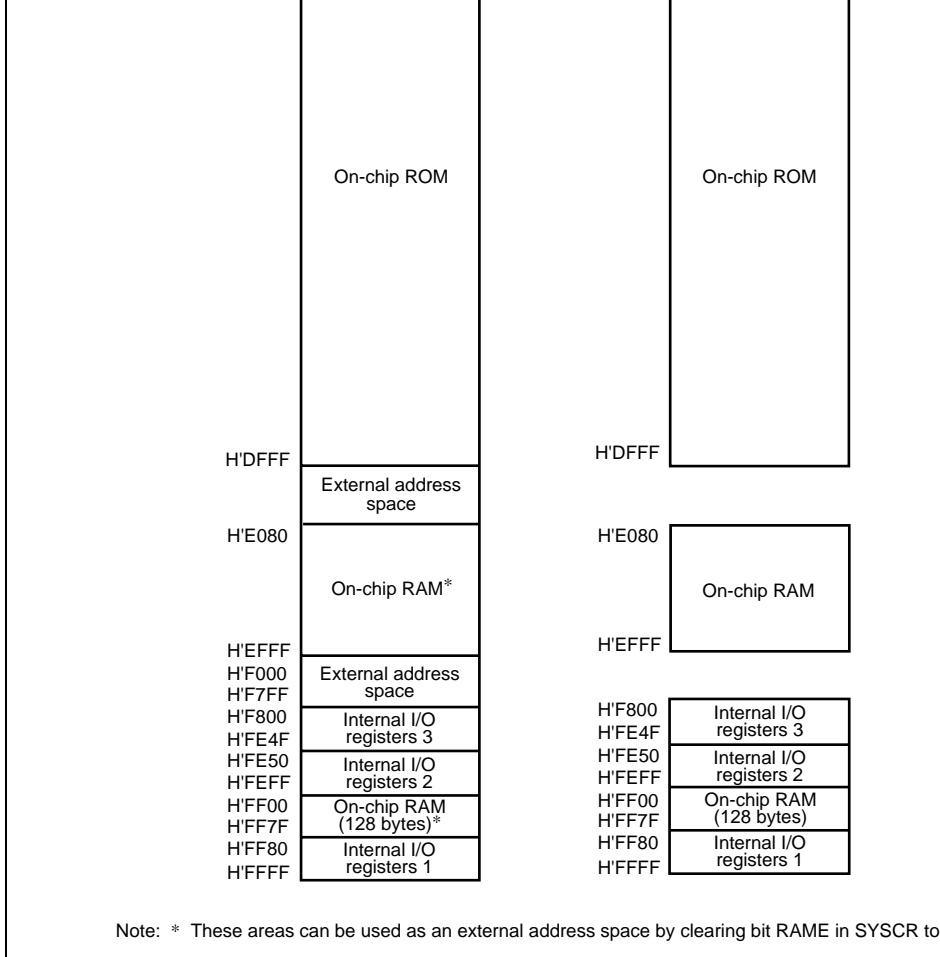 On-chip ROM
On-chip ROM
H'DFFF
H'DFFF
External address
space
H'E080
H'E080
On-chip RAM*
On-chip RAM
H'EFFF
H'EFFF
H'F000
External address
space
H'F7FF
H'F800
Internal I/O
registers 3
H'FE4F
H'F800
Internal I/O
registers 3
H'FE4F
H'FE50
Internal I/O
registers 2
H'FEFF
H'FE50
Internal I/O
registers 2
H'FEFF
H'FF00
On-chip RAM
(128 bytes)*
H'FF7F
H'FF00
On-chip RAM
(128 bytes)
H'FF7F
H'FF80
Internal I/O
registers 1
H'FFFF
H'FF80
Internal I/O
registers 1
H'FFFF
Note: * These areas can be used as an external address space by clearing bit RAME in SYSCR to